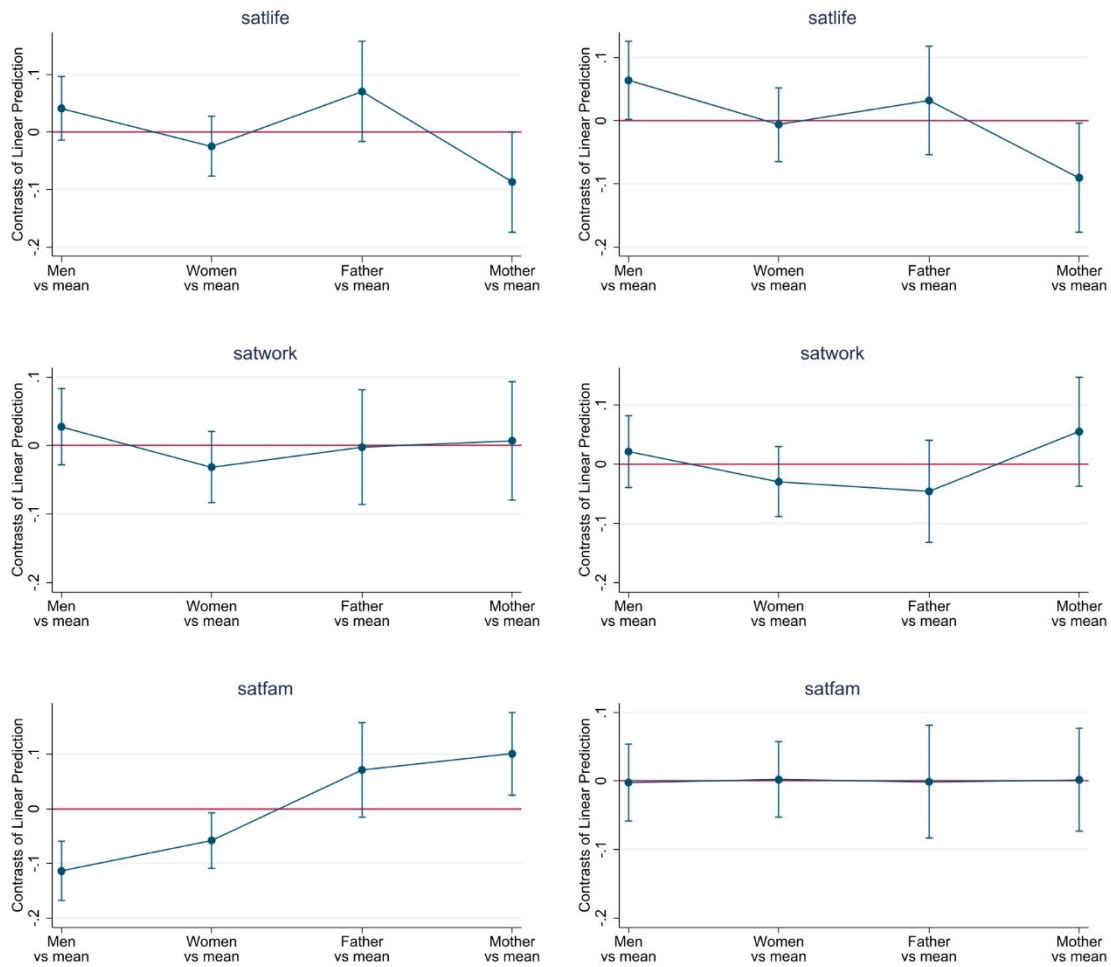 satlife
Contrasts of Linear Prediction
.1
0
-.1
-.2
Men
vs mean
Women
vs mean
Father
vs mean
Mother
vs mean
satlife
Contrasts of Linear Prediction
.1
0
-.1
-.2
Men
vs mean
Women
vs mean
Father
vs mean
Mother
vs mean
satwork
Contrasts of Linear Prediction
.1
0
-.1
-.2
Men
vs mean
Women
vs mean
Father
vs mean
Mother
vs mean
satwork
Contrasts of Linear Prediction
.1
0
-.1
-.2
Men
vs mean
Women
vs mean
Father
vs mean
Mother
vs mean
satfam
Contrasts of Linear Prediction
.1
0
-.1
-.2
Men
vs mean
Women
vs mean
Father
vs mean
Mother
vs mean
satfam
Contrasts of Linear Prediction
.1
0
-.1
-.2
Men
vs mean
Women
vs mean
Father
vs mean
Mother
vs mean